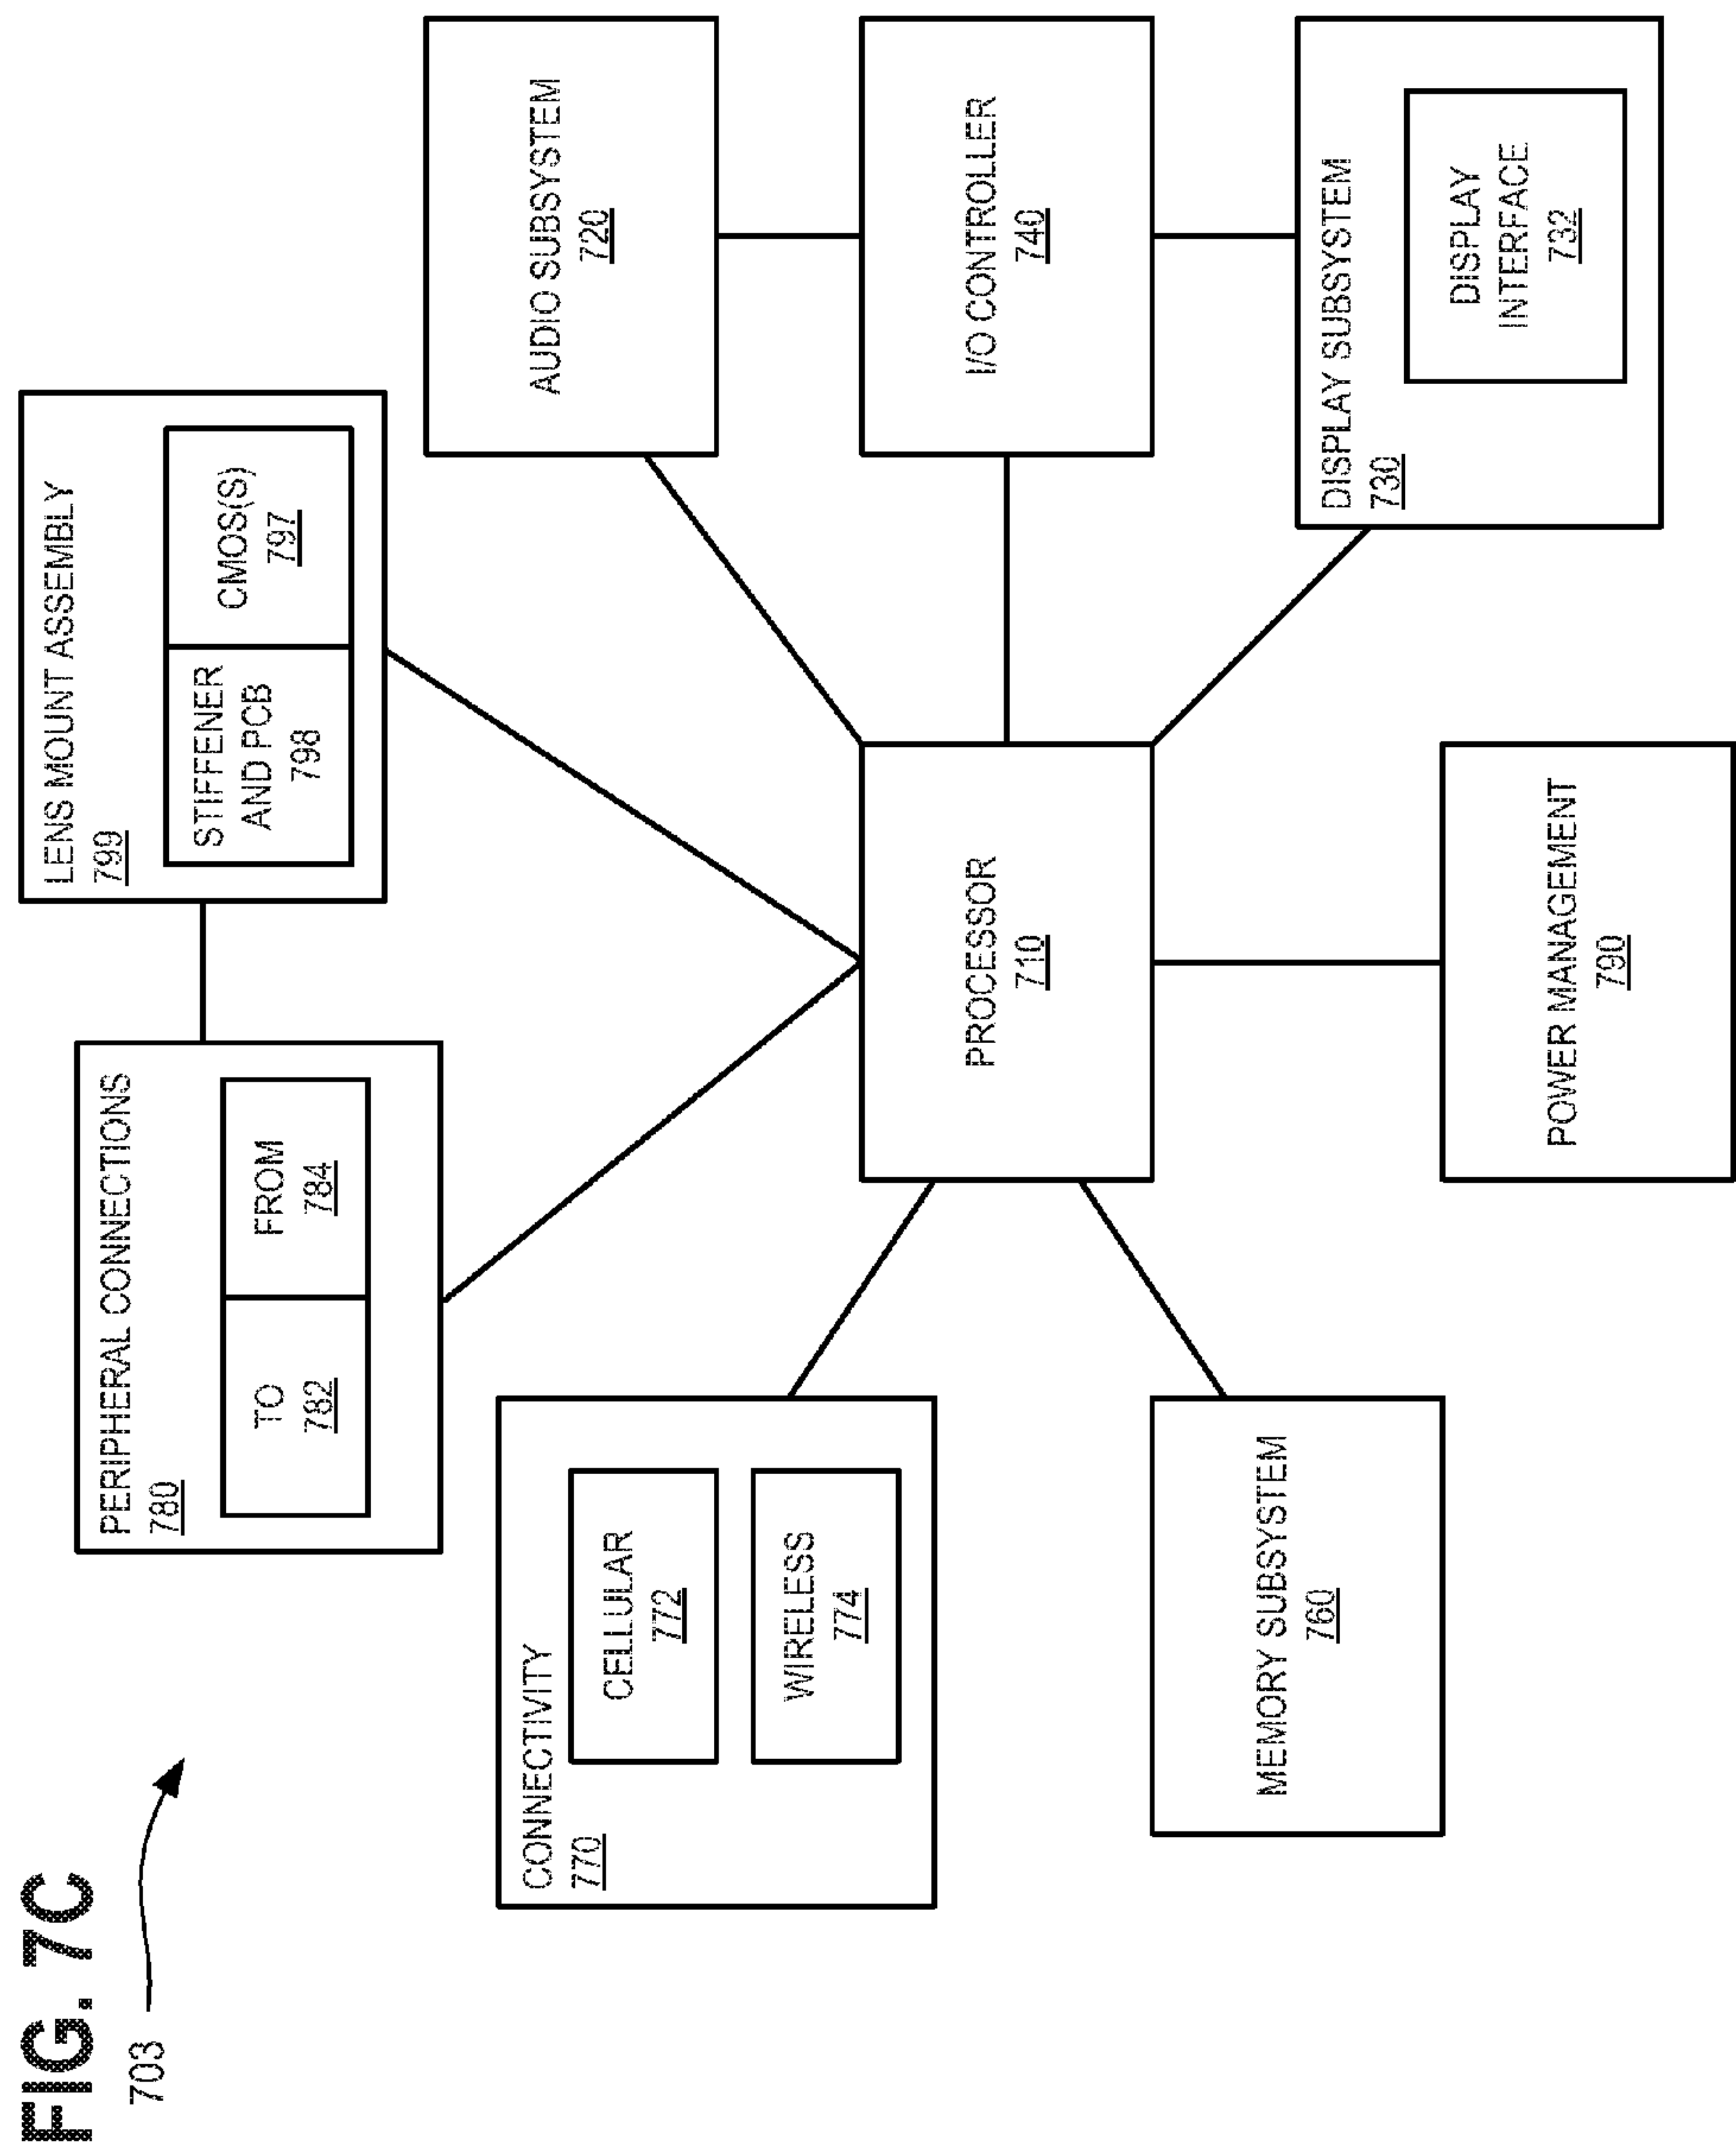 FIG. 7C
703
PERIPHERAL CONNECTIONS
780
TO
782
FROM
784
LENS MOUNT ASSEMBLY
799
STIFFENER
AND PCB
798
CMOS(S)
797
CONNECTIVITY
770
CELLULAR
772
WIRELESS
774
AUDIO SUBSYSTEM
720
PROCESSOR
710
I/O CONTROLLER
740
MEMORY SUBSYSTEM
760
DISPLAY SUBSYSTEM
730
DISPLAY
INTERFACE
732
POWER MANAGEMENT
790